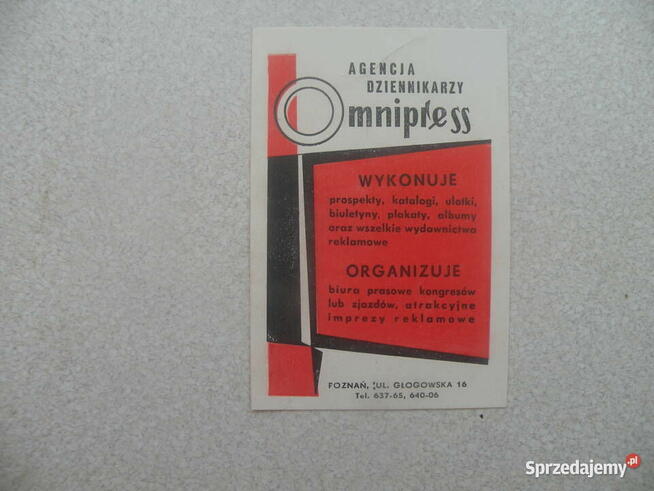 AGENCJA
DZIENNIKARZY
Omnipress
WYKONUJE
prospekty, katalogi, ulotki,
biuletyny, plakaty, albumy
oraz wszelkie wydawnictwa
reklamowe
ORGANIZUJE
biura prasowe kongresów
lub zjazdów, atrakcyjne
imprezy reklamowe
POZNAŃ, UL. GŁOGOWSKA 16
Tel. 637-65, 640-06
Sprzedajemy.pl